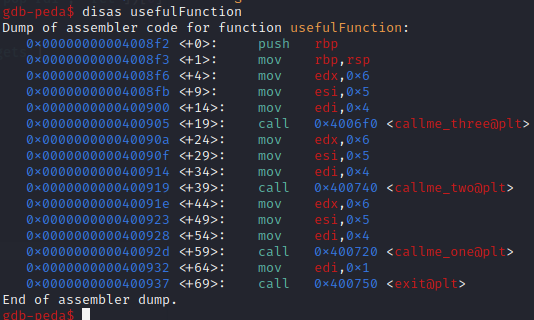 gdb-peda$ disas usefulFunction
Dump of assembler code for function usefulFunction:
0x00000000004008f2 <+0>: push rbp
0x00000000004008f3 <+1>: mov rbp,rsp
0x00000000004008f6 <+4>: mov edx,0x6
0x00000000004008fb <+9>: mov esi,0x5
0x0000000000400900 <+14>: mov edi,0x4
0x0000000000400905 <+19>: call 0x4006f0 <callme_three@plt>
0x000000000040090a <+24>: mov edx,0x6
0x000000000040090f <+29>: mov esi,0x5
0x0000000000400914 <+34>: mov edi,0x4
0x0000000000400919 <+39>: call 0x400740 <callme_two@plt>
0x000000000040091e <+44>: mov edx,0x6
0x0000000000400923 <+49>: mov esi,0x5
0x0000000000400928 <+54>: mov edi,0x4
0x000000000040092d <+59>: call 0x400720 <callme_one@plt>
0x0000000000400932 <+64>: mov edi,0x1
0x0000000000400937 <+69>: call 0x400750 <exit@plt>
End of assembler dump.
gdb-peda$